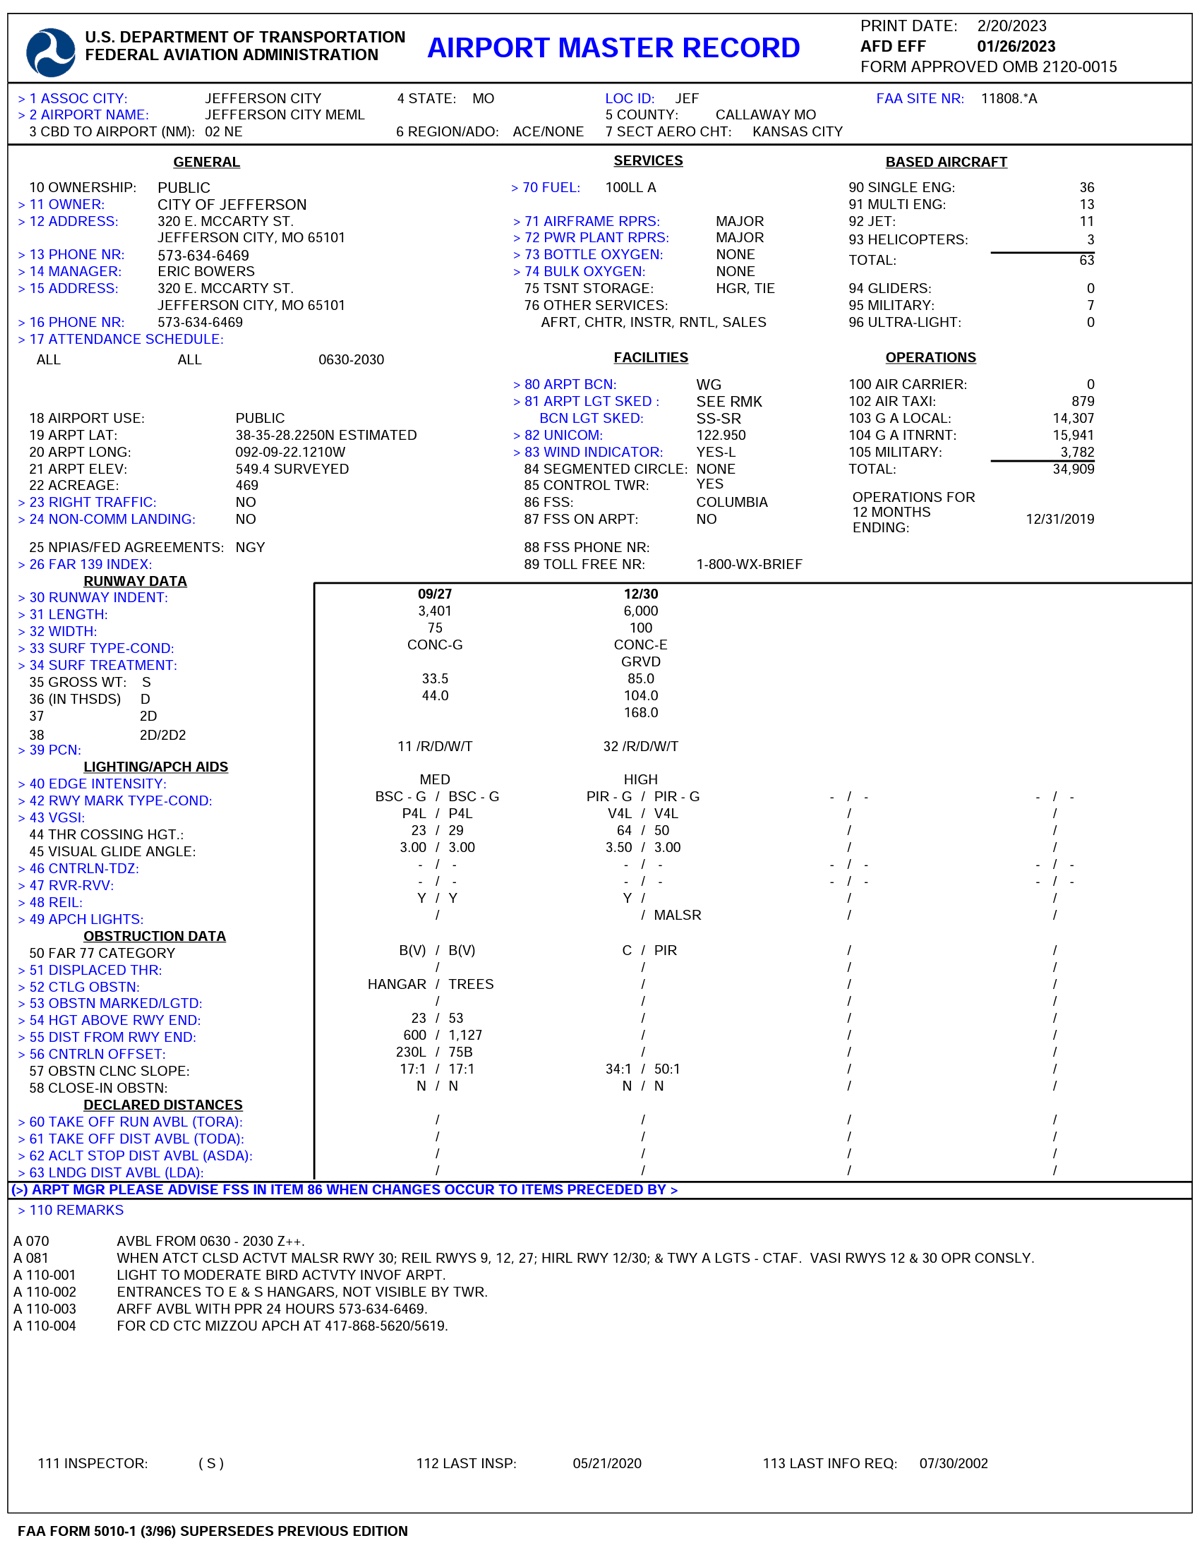 U.S. DEPARTMENT OF TRANSPORTATION
FEDERAL AVIATION ADMINISTRATION
AIRPORT MASTER RECORD
PRINT DATE: 2/20/2023
AFD EFF 01/26/2023
FORM APPROVED OMB 2120-0015
> 1 ASSOC CITY: JEFFERSON CITY 4 STATE: MO LOC ID: JEF FAA SITE NR: 11808.*A
> 2 AIRPORT NAME: JEFFERSON CITY MEML 5 COUNTY: CALLAWAY MO
3 CBD TO AIRPORT (NM): 02 NE 6 REGION/ADO: ACE/NONE 7 SECT AERO CHT: KANSAS CITY
GENERAL
10 OWNERSHIP: PUBLIC
> 11 OWNER: CITY OF JEFFERSON
> 12 ADDRESS: 320 E. MCCARTY ST.
JEFFERSON CITY, MO 65101
> 13 PHONE NR: 573-634-6469
> 14 MANAGER: ERIC BOWERS
> 15 ADDRESS: 320 E. MCCARTY ST.
JEFFERSON CITY, MO 65101
> 16 PHONE NR: 573-634-6469
> 17 ATTENDANCE SCHEDULE:
ALL ALL 0630-2030
18 AIRPORT USE: PUBLIC
19 ARPT LAT: 38-35-28.2250N ESTIMATED
20 ARPT LONG: 092-09-22.1210W
21 ARPT ELEV: 549.4 SURVEYED
22 ACREAGE: 469
> 23 RIGHT TRAFFIC: NO
> 24 NON-COMM LANDING: NO
25 NPIAS/FED AGREEMENTS: NGY
> 26 FAR 139 INDEX:
SERVICES
> 70 FUEL: 100LL A
> 71 AIRFRAME RPRS: MAJOR
> 72 PWR PLANT RPRS: MAJOR
> 73 BOTTLE OXYGEN: NONE
> 74 BULK OXYGEN: NONE
75 TSNT STORAGE: HGR, TIE
76 OTHER SERVICES:
AFRT, CHTR, INSTR, RNTL, SALES
FACILITIES
> 80 ARPT BCN: WG
> 81 ARPT LGT SKED : SEE RMK
BCN LGT SKED: SS-SR
> 82 UNICOM: 122.950
> 83 WIND INDICATOR: YES-L
84 SEGMENTED CIRCLE: NONE
85 CONTROL TWR: YES
86 FSS: COLUMBIA
87 FSS ON ARPT: NO
88 FSS PHONE NR:
89 TOLL FREE NR: 1-800-WX-BRIEF
BASED AIRCRAFT
90 SINGLE ENG: 36
91 MULTI ENG: 13
92 JET: 11
93 HELICOPTERS: 3
TOTAL: 63
94 GLIDERS: 0
95 MILITARY: 7
96 ULTRA-LIGHT: 0
OPERATIONS
100 AIR CARRIER: 0
102 AIR TAXI: 879
103 G A LOCAL: 14,307
104 G A ITNRNT: 15,941
105 MILITARY: 3,782
TOTAL: 34,909
OPERATIONS FOR
12 MONTHS
ENDING: 12/31/2019
RUNWAY DATA
> 30 RUNWAY INDENT: 09/27 12/30
> 31 LENGTH: 3,401 6,000
> 32 WIDTH: 75 100
> 33 SURF TYPE-COND: CONC-G CONC-E
> 34 SURF TREATMENT: GRVD
35 GROSS WT: S 33.5 85.0
36 (IN THSDS) D 44.0 104.0
37 2D 168.0
38 2D/2D2
> 39 PCN: 11 /R/D/W/T 32 /R/D/W/T
LIGHTING/APCH AIDS
> 40 EDGE INTENSITY: MED HIGH
> 42 RWY MARK TYPE-COND: BSC - G / BSC - G PIR - G / PIR - G - / - - / -
> 43 VGSI: P4L / P4L V4L / V4L / /
44 THR COSSING HGT.: 23 / 29 64 / 50 / /
45 VISUAL GLIDE ANGLE: 3.00 / 3.00 3.50 / 3.00 / /
> 46 CNTRLN-TDZ: - / - - / - - / - - / -
> 47 RVR-RVV: - / - - / - - / - - / -
> 48 REIL: Y / Y Y / / /
> 49 APCH LIGHTS: / / MALSR / /
OBSTRUCTION DATA
50 FAR 77 CATEGORY B(V) / B(V) C / PIR / /
> 51 DISPLACED THR: / / / /
> 52 CTLG OBSTN: HANGAR / TREES / / /
> 53 OBSTN MARKED/LGTD: / / / /
> 54 HGT ABOVE RWY END: 23 / 53 / / /
> 55 DIST FROM RWY END: 600 / 1,127 / / /
> 56 CNTRLN OFFSET: 230L / 75B / / /
57 OBSTN CLNC SLOPE: 17:1 / 17:1 34:1 / 50:1 / /
58 CLOSE-IN OBSTN: N / N N / N / /
DECLARED DISTANCES
> 60 TAKE OFF RUN AVBL (TORA): / / / /
> 61 TAKE OFF DIST AVBL (TODA): / / / /
> 62 ACLT STOP DIST AVBL (ASDA): / / / /
> 63 LNDG DIST AVBL (LDA): / / / /
(>) ARPT MGR PLEASE ADVISE FSS IN ITEM 86 WHEN CHANGES OCCUR TO ITEMS PRECEDED BY >
> 110 REMARKS
A 070 AVBL FROM 0630 - 2030 Z++.
A 081 WHEN ATCT CLSD ACTVT MALSR RWY 30; REIL RWYS 9, 12, 27; HIRL RWY 12/30; & TWY A LGTS - CTAF. VASI RWYS 12 & 30 OPR CONSLY.
A 110-001 LIGHT TO MODERATE BIRD ACTVTY INVOF ARPT.
A 110-002 ENTRANCES TO E & S HANGARS, NOT VISIBLE BY TWR.
A 110-003 ARFF AVBL WITH PPR 24 HOURS 573-634-6469.
A 110-004 FOR CD CTC MIZZOU APCH AT 417-868-5620/5619.
111 INSPECTOR: ( S ) 112 LAST INSP: 05/21/2020 113 LAST INFO REQ: 07/30/2002
FAA FORM 5010-1 (3/96) SUPERSEDES PREVIOUS EDITION